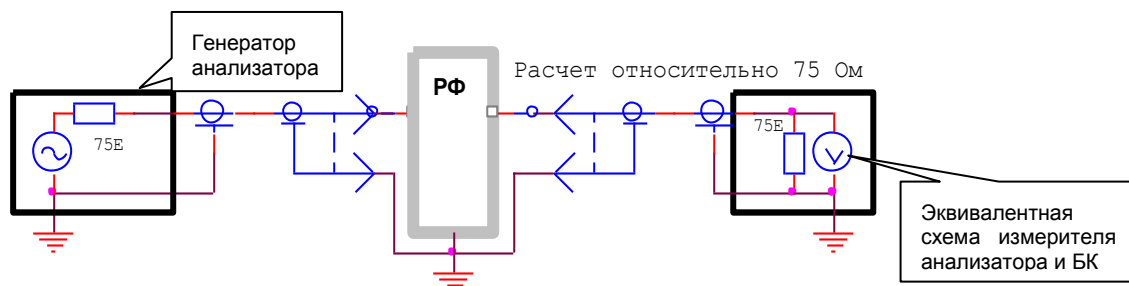 Генератор
анализатора
РФ
Расчет относительно 75 Ом
75E
75E
V
Эквивалентная
схема измерителя
анализатора и БК